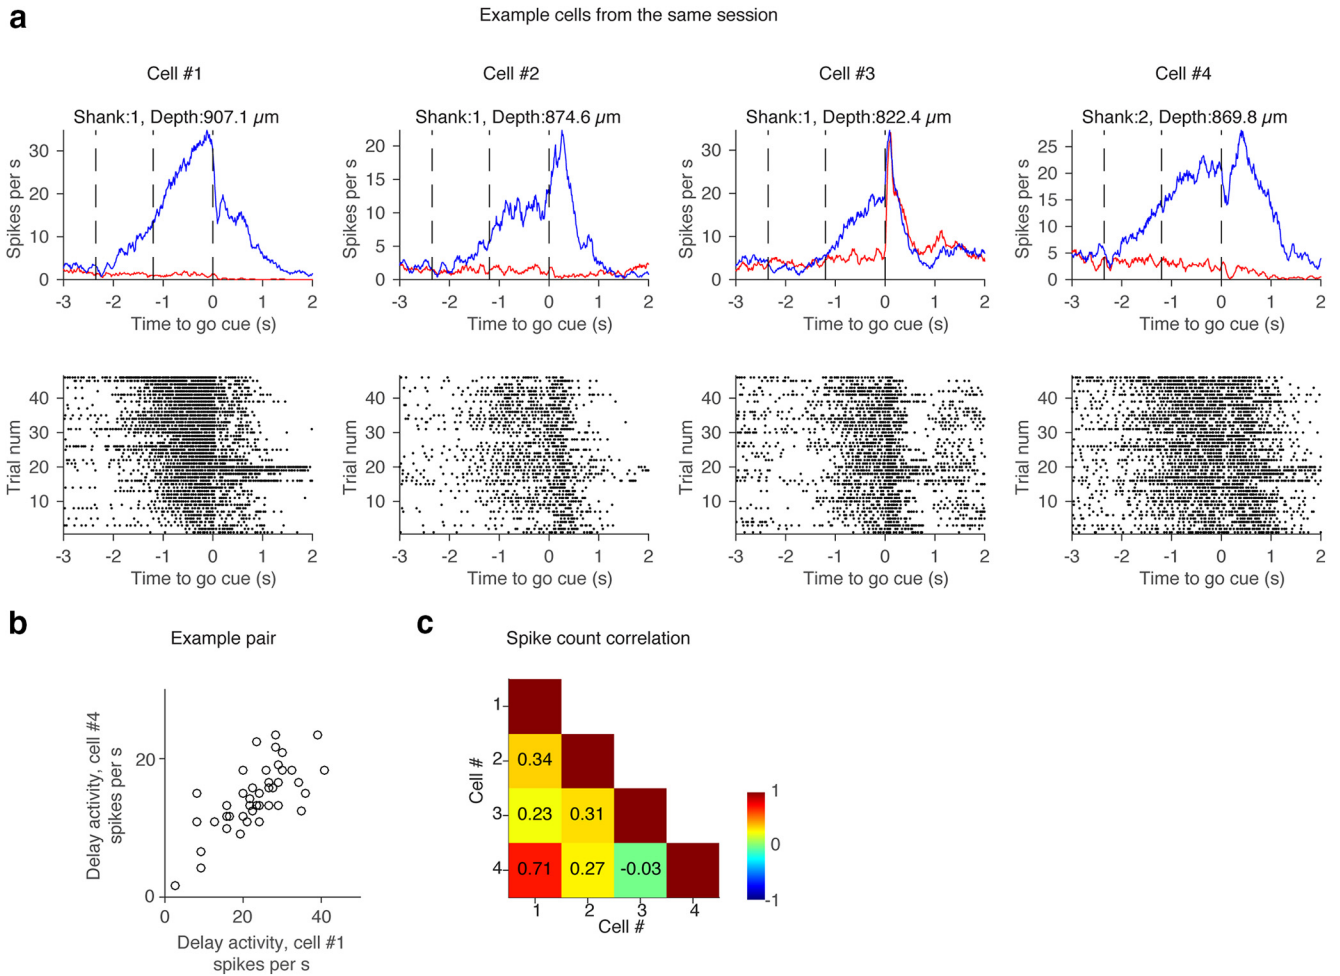 a
Example cells from the same session
Cell #1
Cell #2
Cell #3
Cell #4
Shank:1, Depth:907.1 µm
Shank:1, Depth:874.6 µm
Shank:1, Depth:822.4 µm
Shank:2, Depth:869.8 µm
Spikes per s
30
20
10
0
-3 -2 -1 0 1 2
Time to go cue (s)
Spikes per s
20
15
10
5
0
-3 -2 -1 0 1 2
Time to go cue (s)
Spikes per s
30
20
10
0
-3 -2 -1 0 1 2
Time to go cue (s)
Spikes per s
25
20
15
10
5
0
-3 -2 -1 0 1 2
Time to go cue (s)
Trial num
40
30
20
10
-3 -2 -1 0 1 2
Time to go cue (s)
Trial num
40
30
20
10
-3 -2 -1 0 1 2
Time to go cue (s)
Trial num
40
30
20
10
-3 -2 -1 0 1 2
Time to go cue (s)
Trial num
40
30
20
10
-3 -2 -1 0 1 2
Time to go cue (s)
b
Example pair
Delay activity, cell #4
spikes per s
20
0
0 20 40
Delay activity, cell #1
spikes per s
c
Spike count correlation
Cell #
1
2 0.34
3 0.23 0.31
4 0.71 0.27 -0.03
1 2 3 4
Cell #
1
0
-1